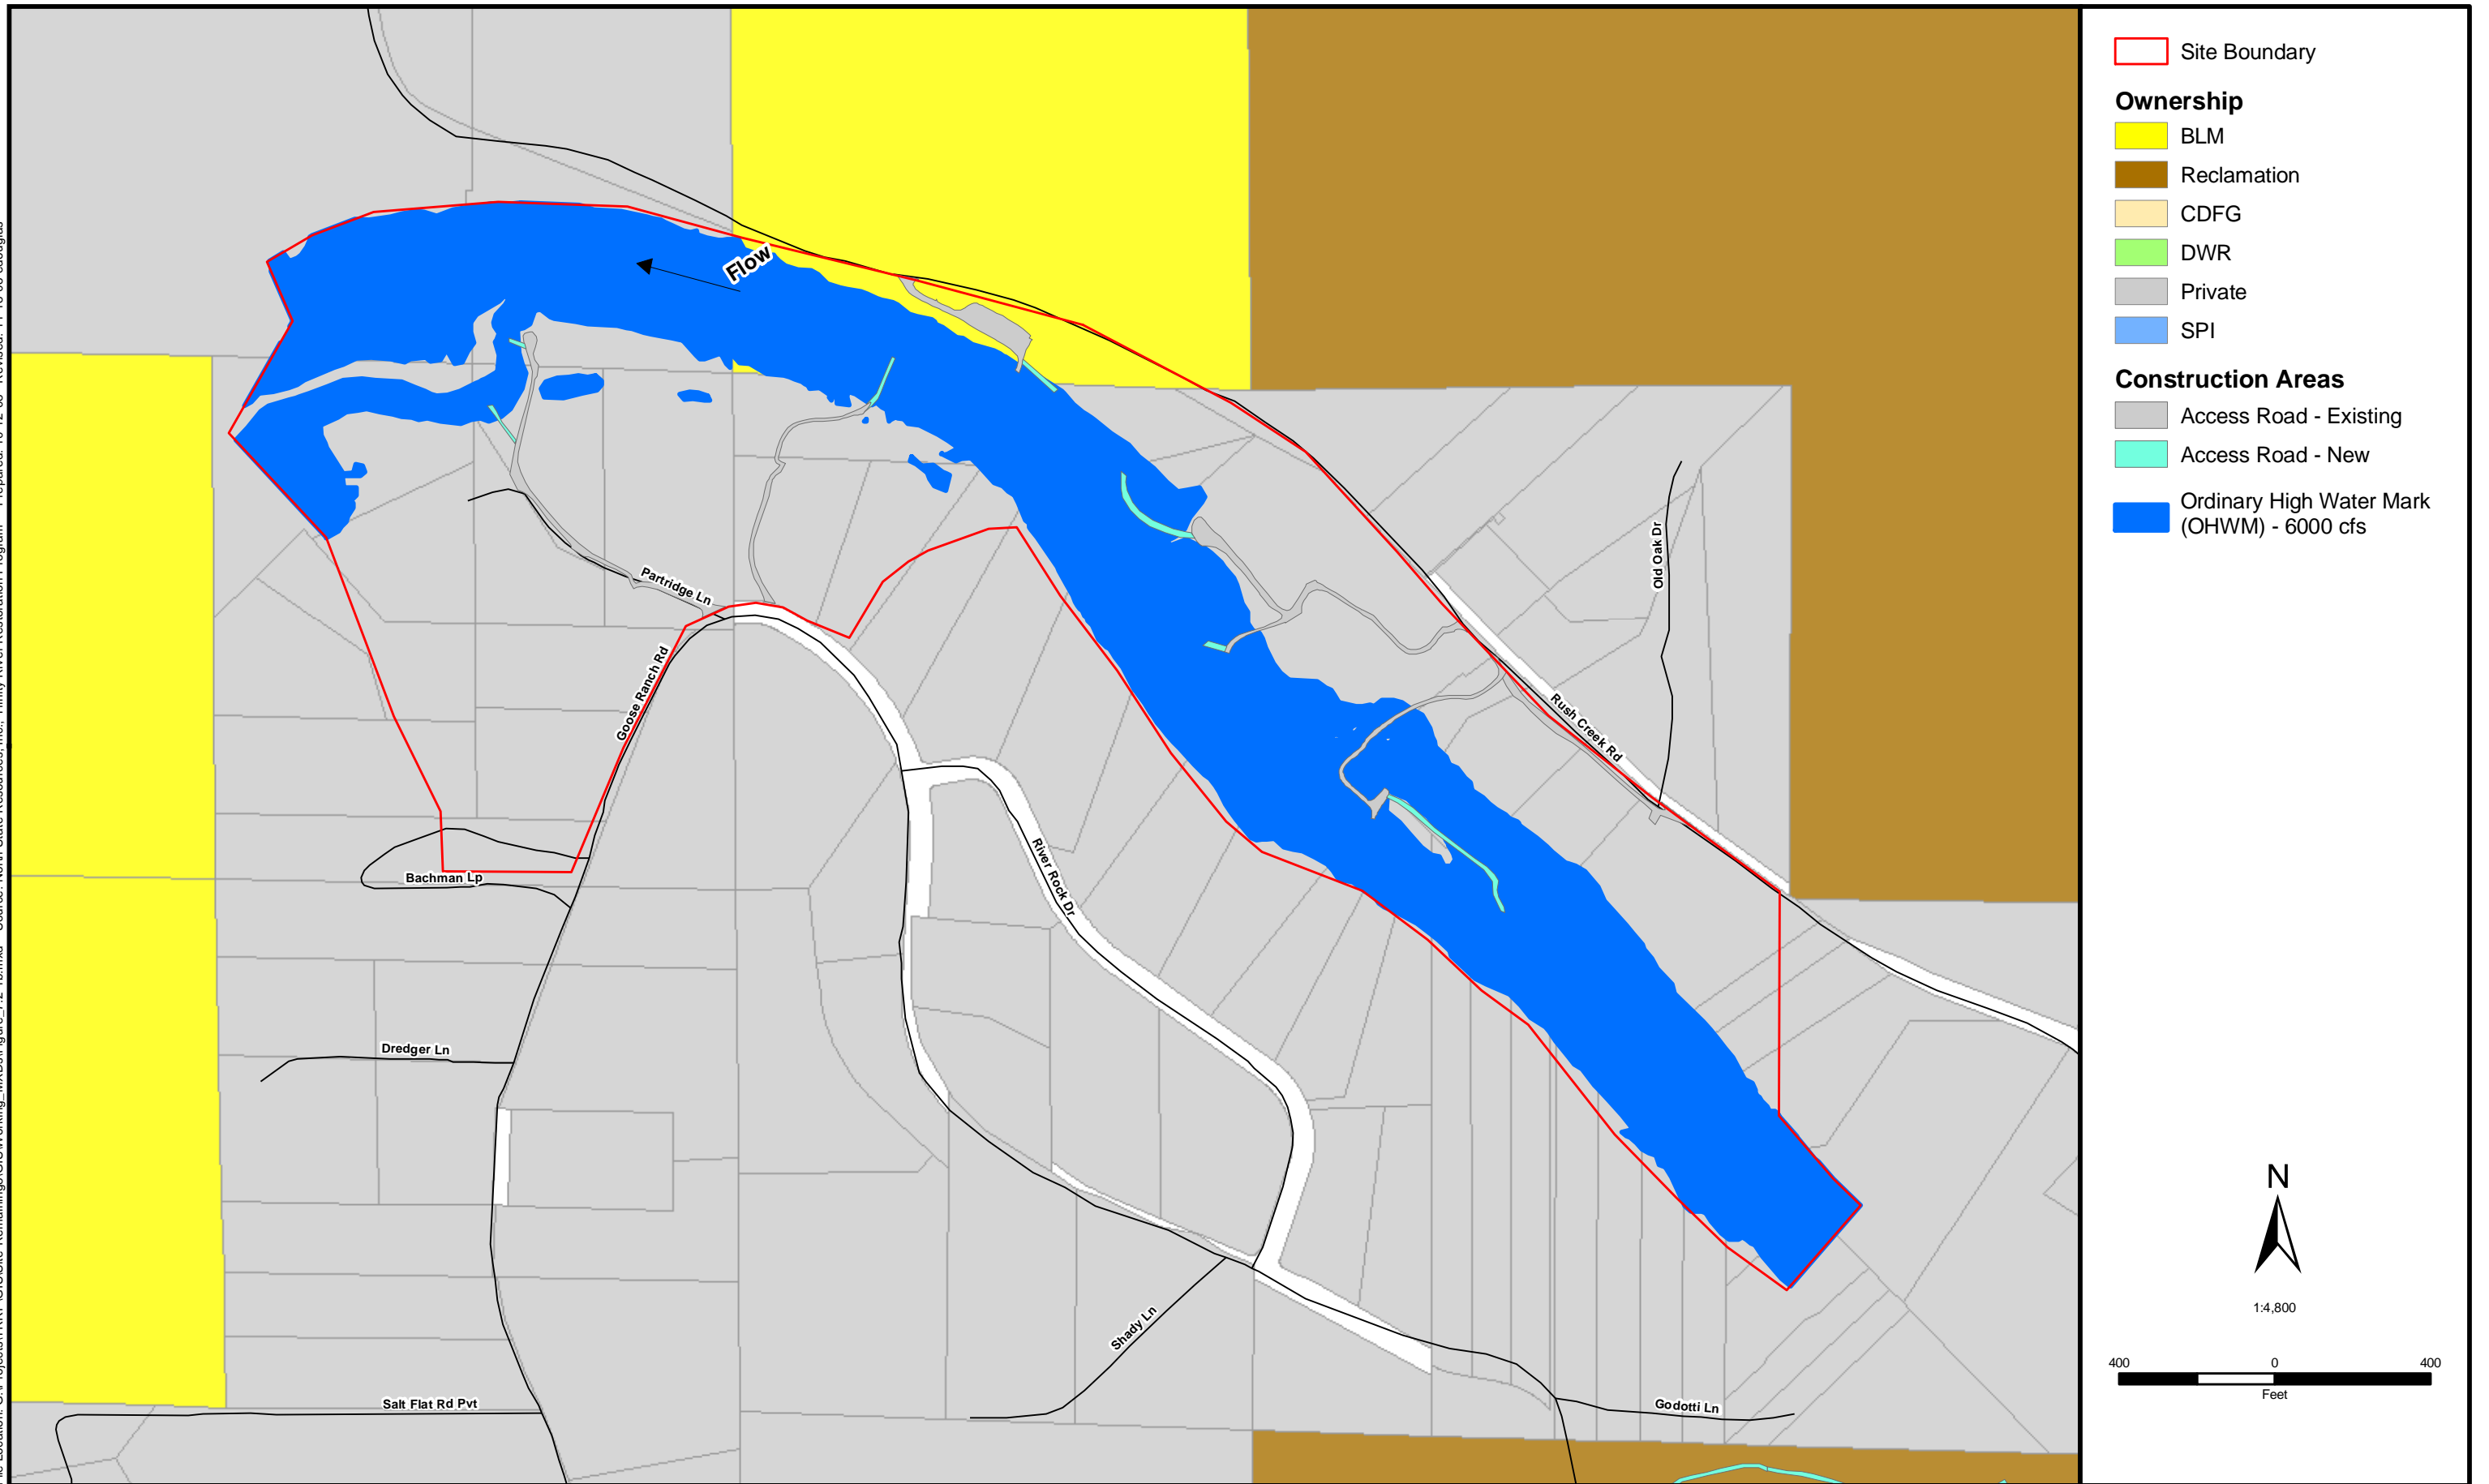 Site Boundary
Ownership
BLM
Reclamation
CDFG
DWR
Private
SPI
Construction Areas
Access Road - Existing
Access Road - New
Ordinary High Water Mark
(OHWM) - 6000 cfs
N
1:4,800
400 0 400
Feet
Flow
Partridge Ln
Goose Ranch Rd
Bachman Lp
River Rock Dr
Rush Creek Rd
Old Oak Dr
Dredger Ln
Shady Ln
Salt Flat Rd Pvt
Godotti Ln